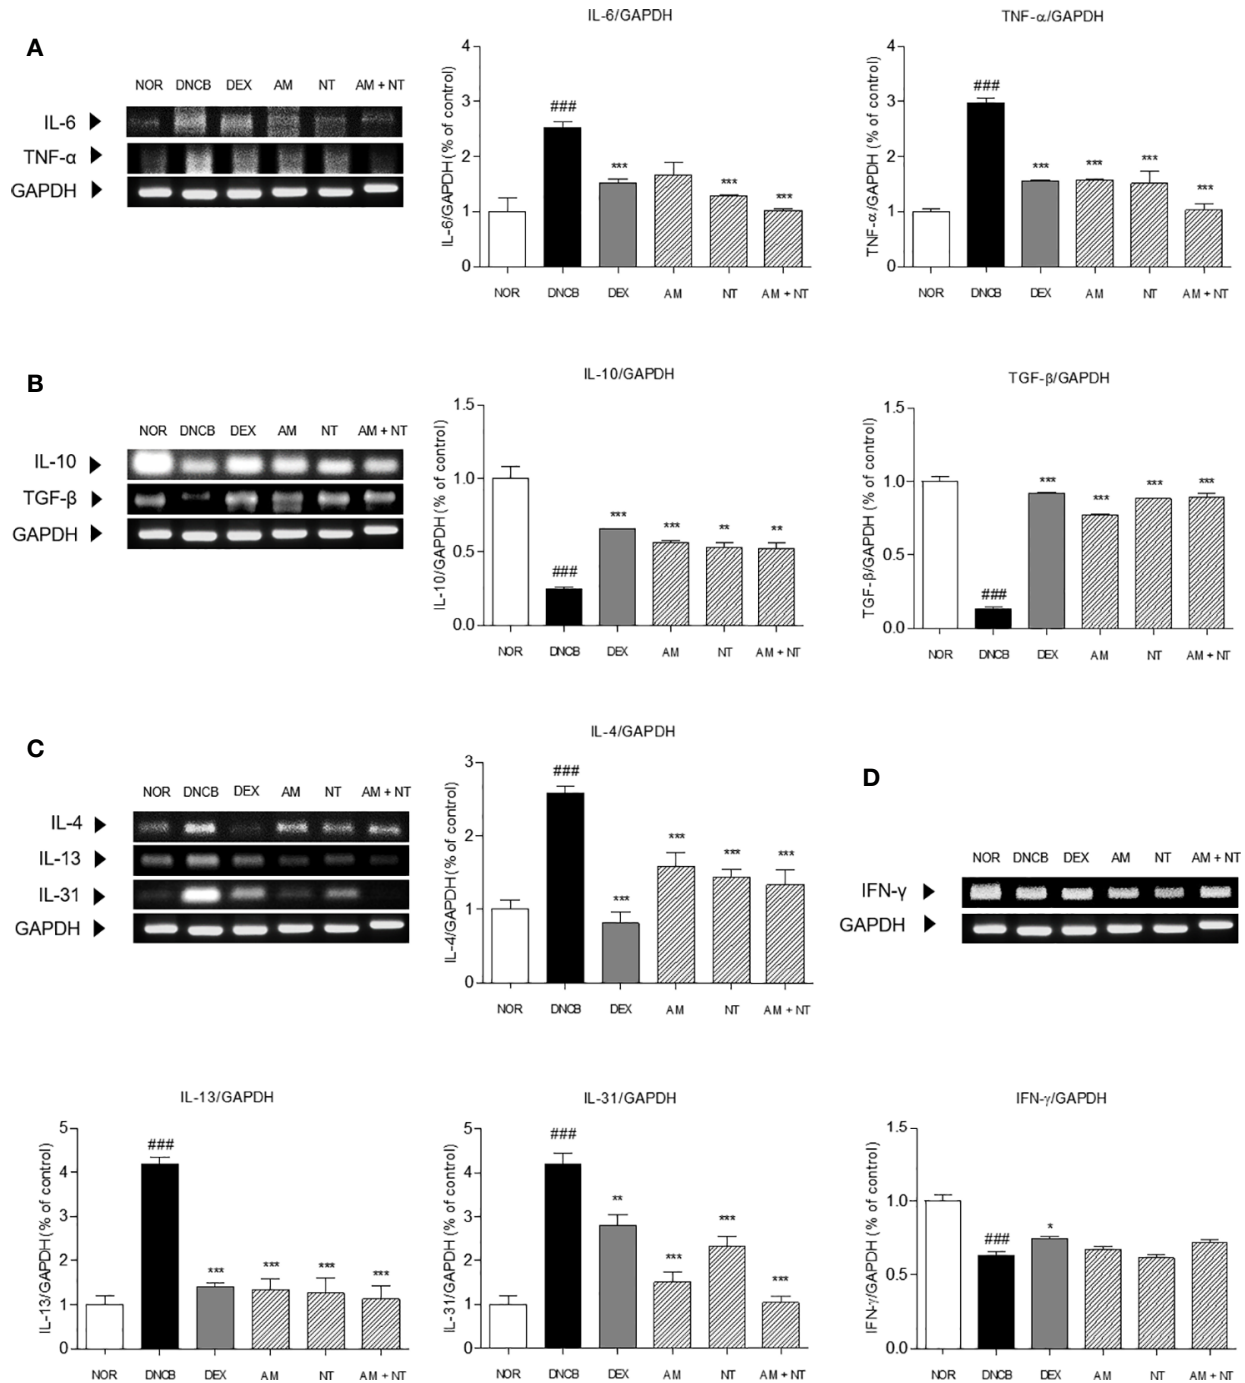 A
NOR DNCB DEX AM NT AM + NT
IL-6
TNF-α
GAPDH
IL-6/GAPDH
IL-6/GAPDH (% of control)
4
3
2
1
0
###
***
***
***
NOR DNCB DEX AM NT AM + NT
TNF-α/GAPDH
TNF-α/GAPDH (% of control)
4
3
2
1
0
###
***
***
***
***
NOR DNCB DEX AM NT AM + NT
B
NOR DNCB DEX AM NT AM + NT
IL-10
TGF-β
GAPDH
IL-10/GAPDH
IL-10/GAPDH (% of control)
1.5
1.0
0.5
0.0
###
***
***
**
**
NOR DNCB DEX AM NT AM + NT
TGF-β/GAPDH
TGF-β/GAPDH (% of control)
1.5
1.0
0.5
0.0
###
***
***
***
***
NOR DNCB DEX AM NT AM + NT
C
NOR DNCB DEX AM NT AM + NT
IL-4
IL-13
IL-31
GAPDH
IL-4/GAPDH
IL-4/GAPDH (% of control)
3
2
1
0
###
***
***
***
***
NOR DNCB DEX AM NT AM + NT
D
NOR DNCB DEX AM NT AM + NT
IFN-γ
GAPDH
IL-13/GAPDH
IL-13/GAPDH (% of control)
5
4
3
2
1
0
###
***
***
***
***
NOR DNCB DEX AM NT AM + NT
IL-31/GAPDH
IL-31/GAPDH (% of control)
5
4
3
2
1
0
###
**
***
***
***
NOR DNCB DEX AM NT AM + NT
IFN-γ/GAPDH
IFN-γ/GAPDH (% of control)
1.5
1.0
0.5
0.0
###
*
NOR DNCB DEX AM NT AM + NT